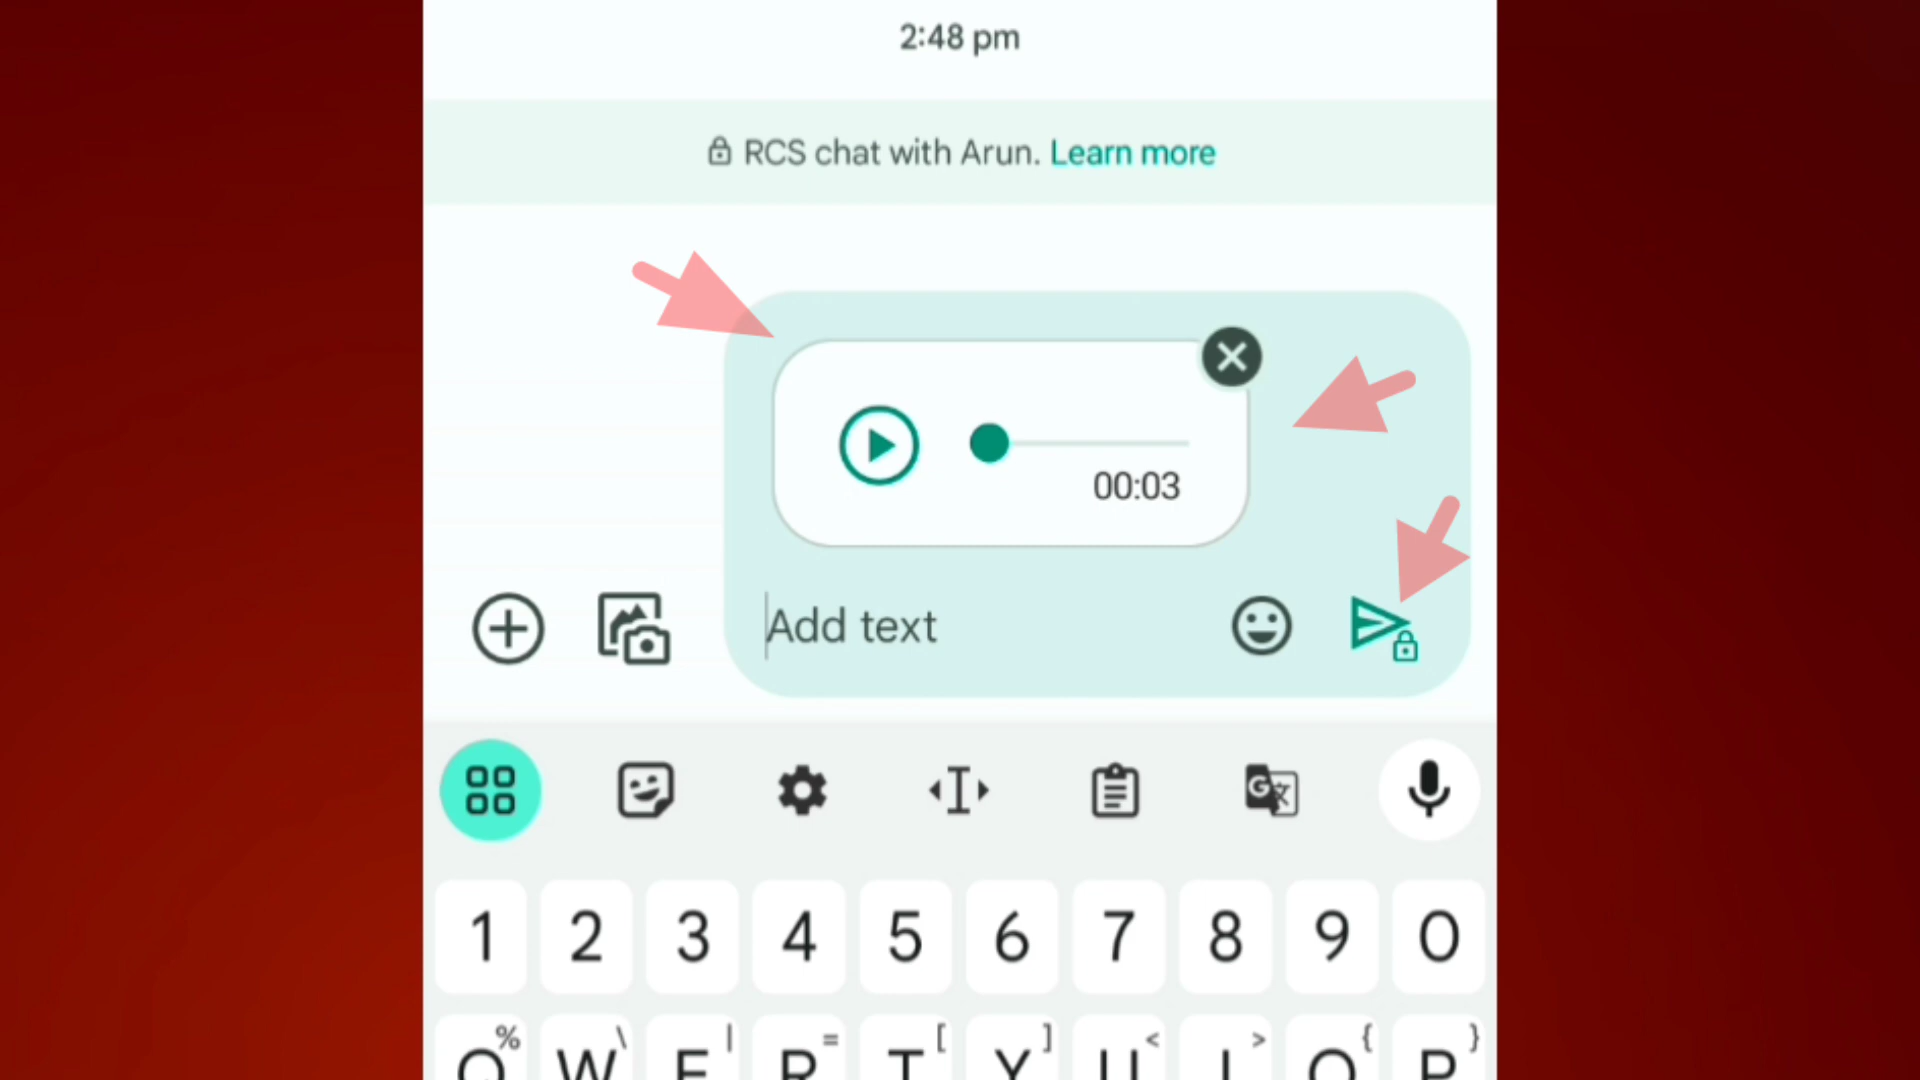 2:48 pm
RCS chat with Arun. Learn more
00:03
Add text
G 文
1 2 3 4 5 6 7 8 9 0
% \ | = [ ] < > { }
Q W E R T Y U I O P